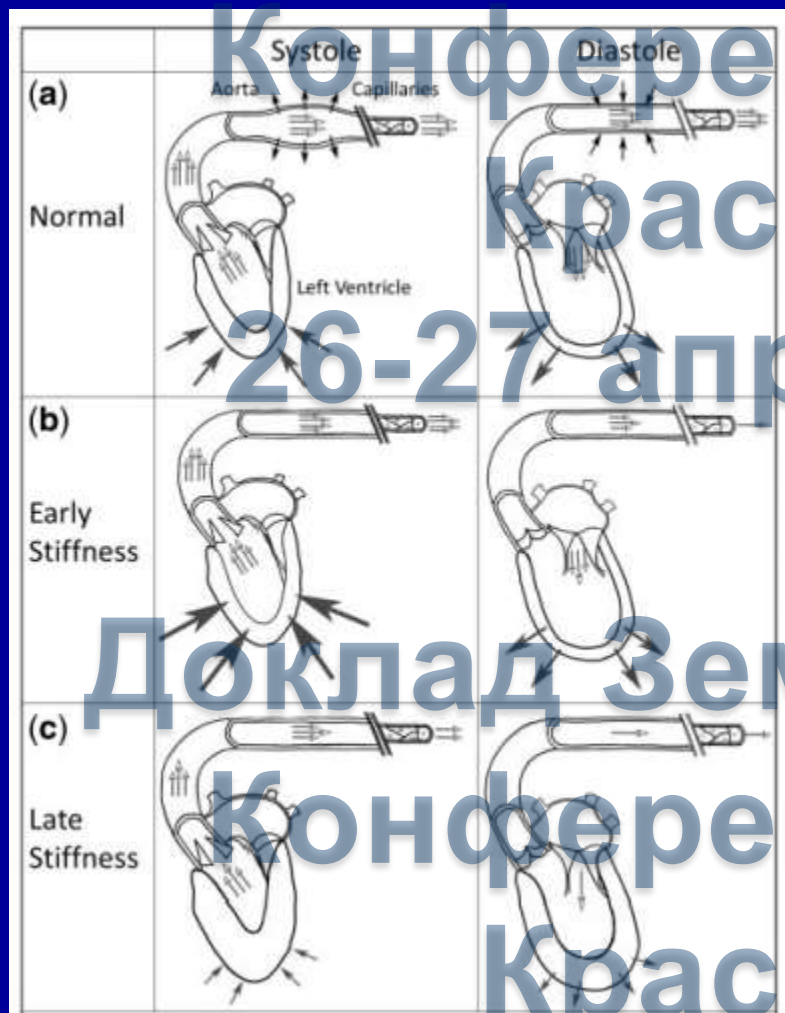 Systole Diastole
(a)
Aorta Capillaries
Normal
Left Ventricle
(b)
Early
Stiffness
(c)
Late
Stiffness
Конфере
Крас
26-27 апр
Доклад Зем
Конфере
Крас